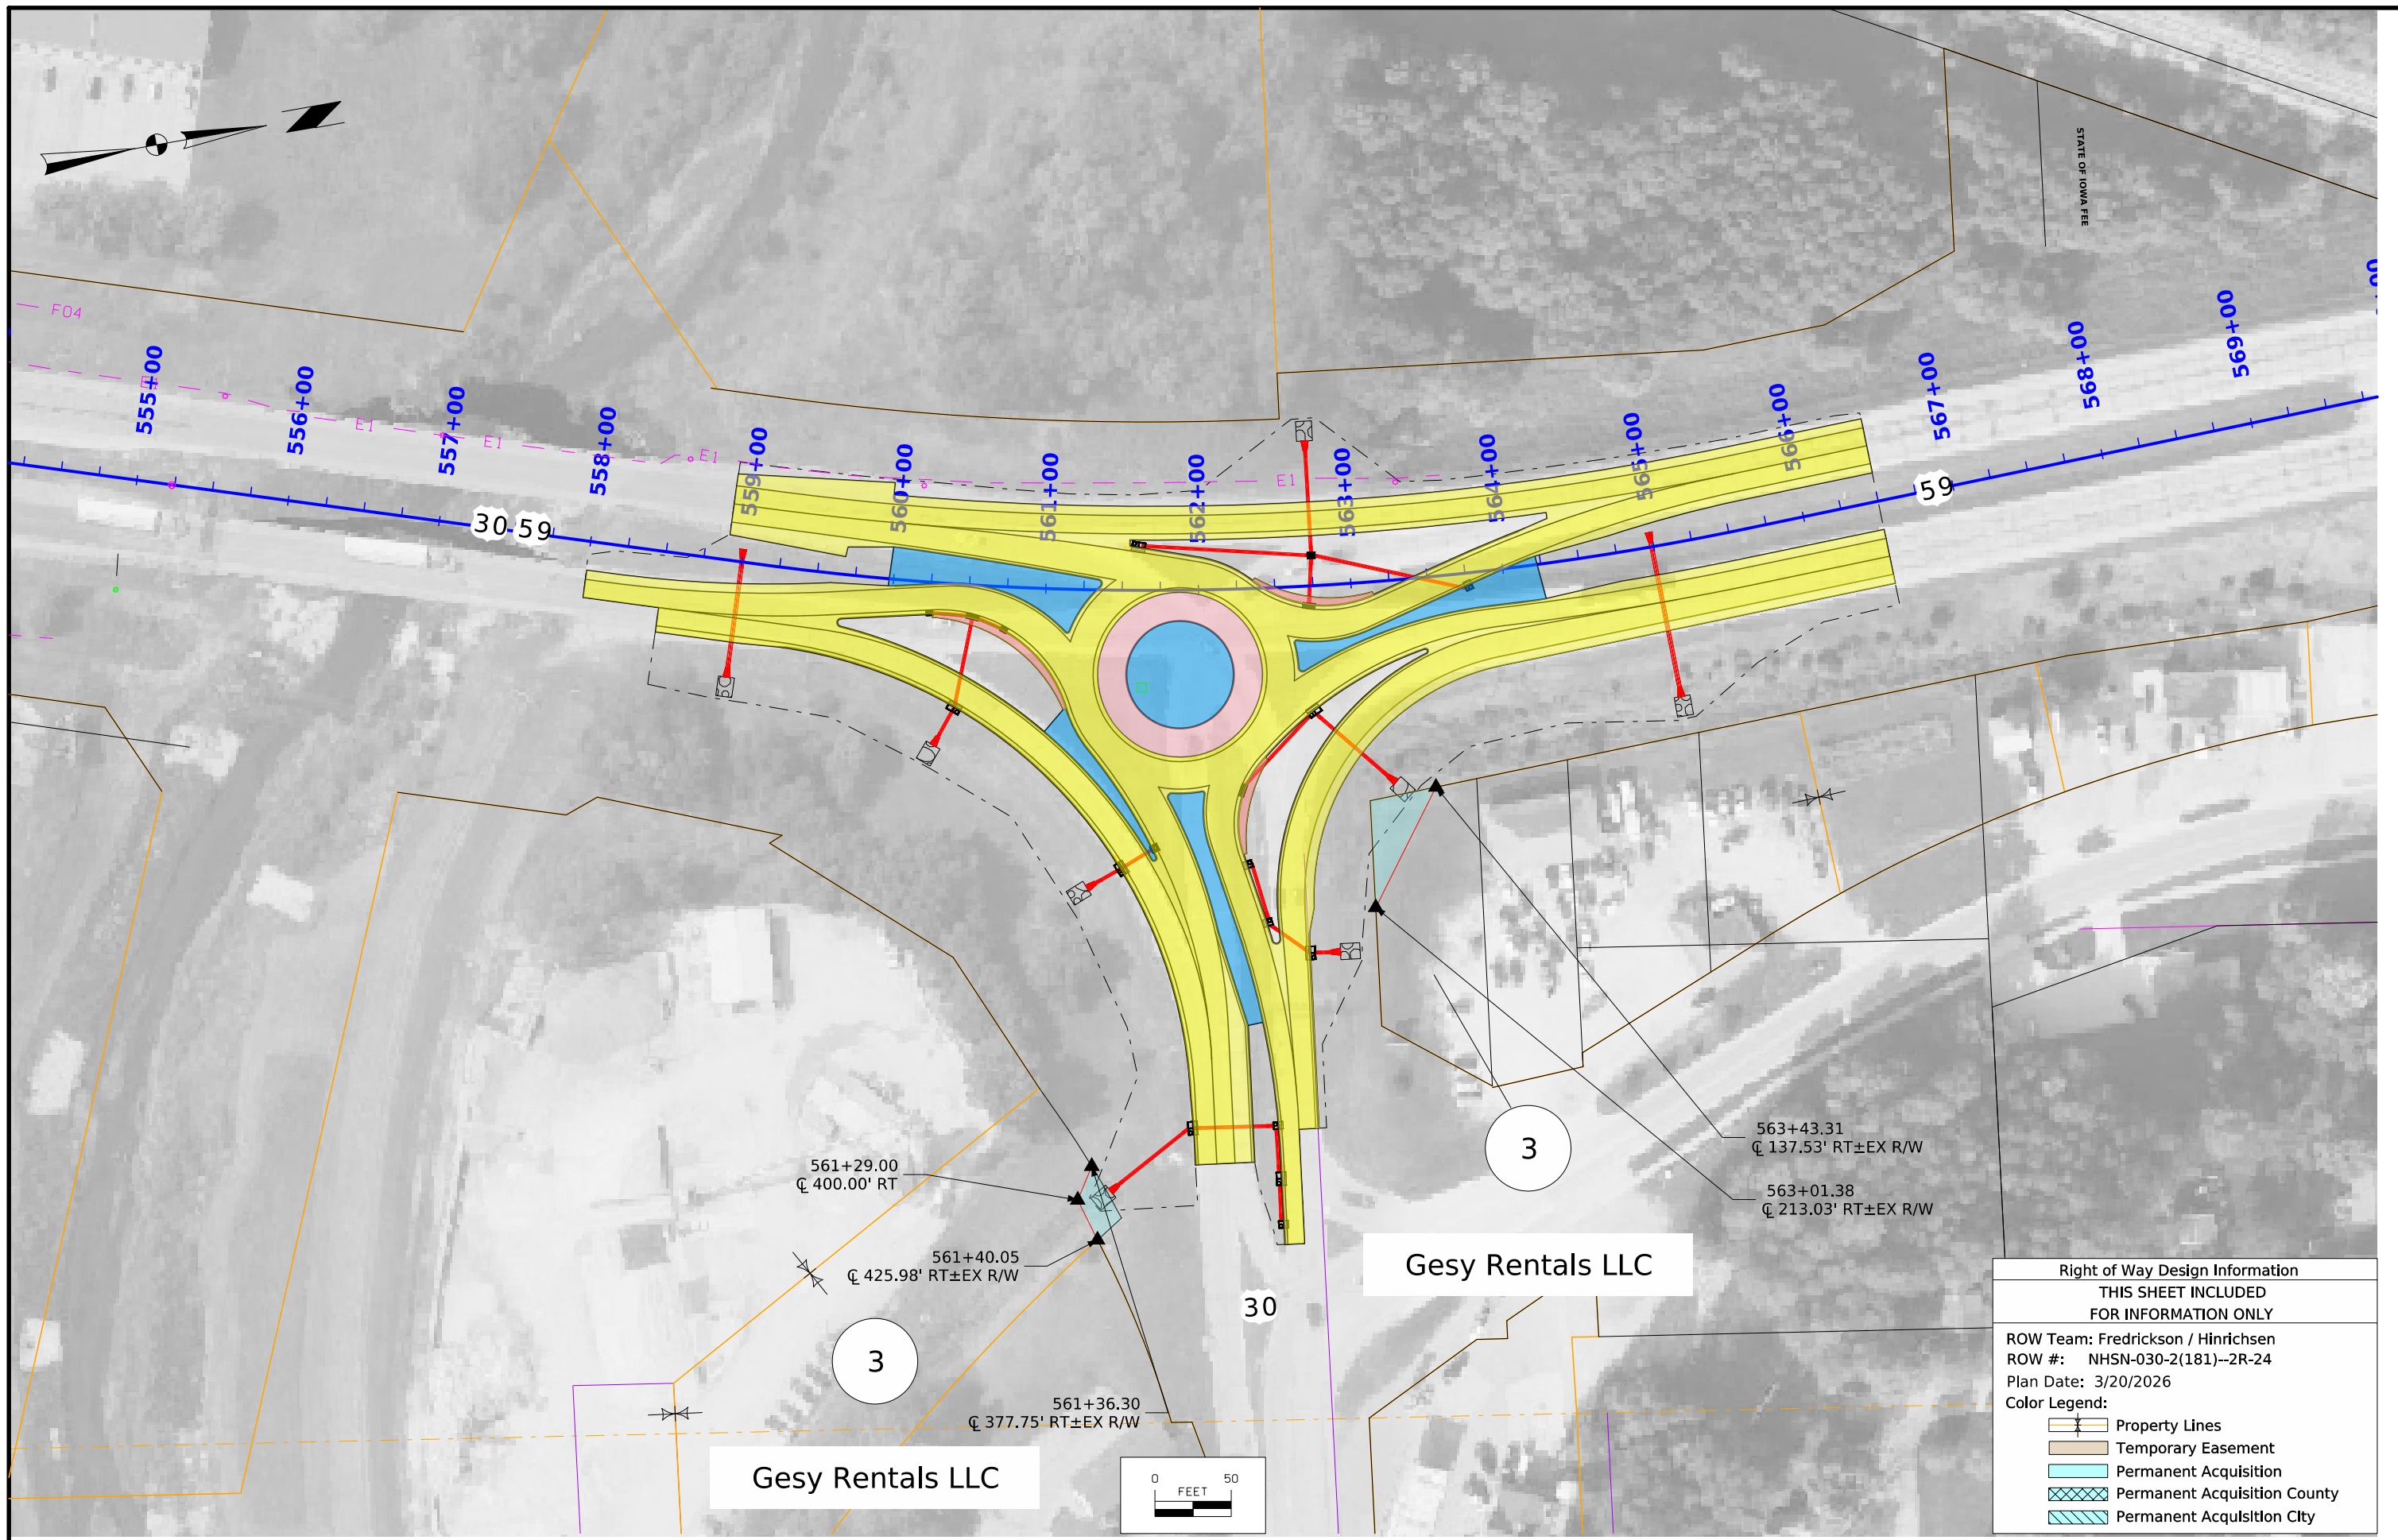 STATE OF IOWA FEE
F04
E1
E1
E1
E1
E1
555+00
556+00
557+00
558+00
559+00
560+00
561+00
562+00
563+00
564+00
565+00
566+00
567+00
568+00
569+00
30 59
59
563+43.31
℄ 137.53' RT±EX R/W
563+01.38
℄ 213.03' RT±EX R/W
3
561+29.00
℄ 400.00' RT
561+40.05
℄ 425.98' RT±EX R/W
Gesy Rentals LLC
30
3
561+36.30
℄ 377.75' RT±EX R/W
Gesy Rentals LLC
0 50
FEET
Right of Way Design Information
THIS SHEET INCLUDED
FOR INFORMATION ONLY
ROW Team: Fredrickson / Hinrichsen
ROW #: NHSN-030-2(181)--2R-24
Plan Date: 3/20/2026
Color Legend:
Property Lines
Temporary Easement
Permanent Acquisition
Permanent Acquisition County
Permanent Acquisition City